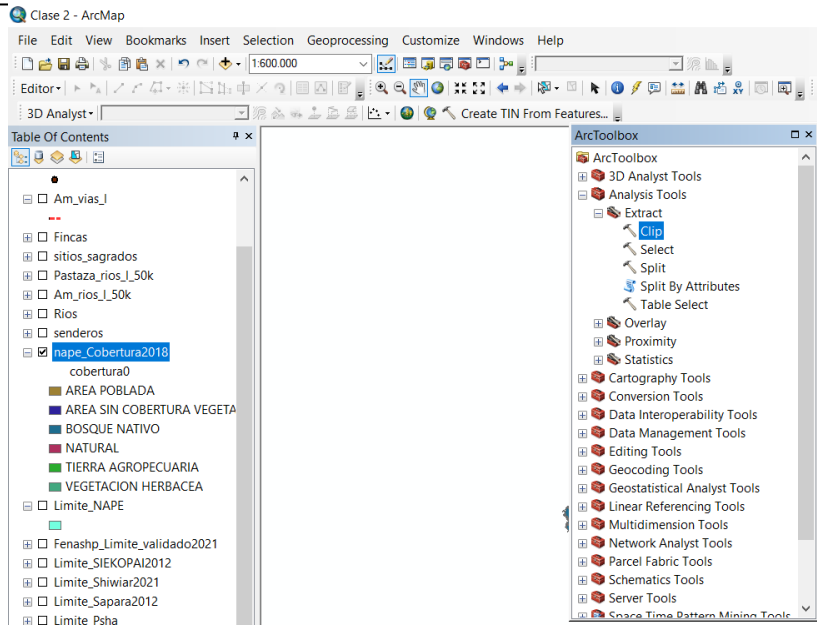 Clase 2 - ArcMap
File Edit View Bookmarks Insert Selection Geoprocessing Customize Windows Help
1:600.000
Editor
3D Analyst
Create TIN From Features...
Table Of Contents
Am_vias_l
Fincas
sitios_sagrados
Pastaza_rios_l_50k
Am_rios_l_50k
Rios
senderos
nape_Cobertura2018
cobertura0
AREA POBLADA
AREA SIN COBERTURA VEGETA
BOSQUE NATIVO
NATURAL
TIERRA AGROPECUARIA
VEGETACION HERBACEA
Limite_NAPE
Fenashp_Limite_validado2021
Limite_SIEKOPAI2012
Limite_Shiwiar2021
Limite_Sapara2012
Limite_Psha
ArcToolbox
ArcToolbox
3D Analyst Tools
Analysis Tools
Extract
Clip
Select
Split
Split By Attributes
Table Select
Overlay
Proximity
Statistics
Cartography Tools
Conversion Tools
Data Interoperability Tools
Data Management Tools
Editing Tools
Geocoding Tools
Geostatistical Analyst Tools
Linear Referencing Tools
Multidimension Tools
Network Analyst Tools
Parcel Fabric Tools
Schematics Tools
Server Tools
Space Time Pattern Mining Tools